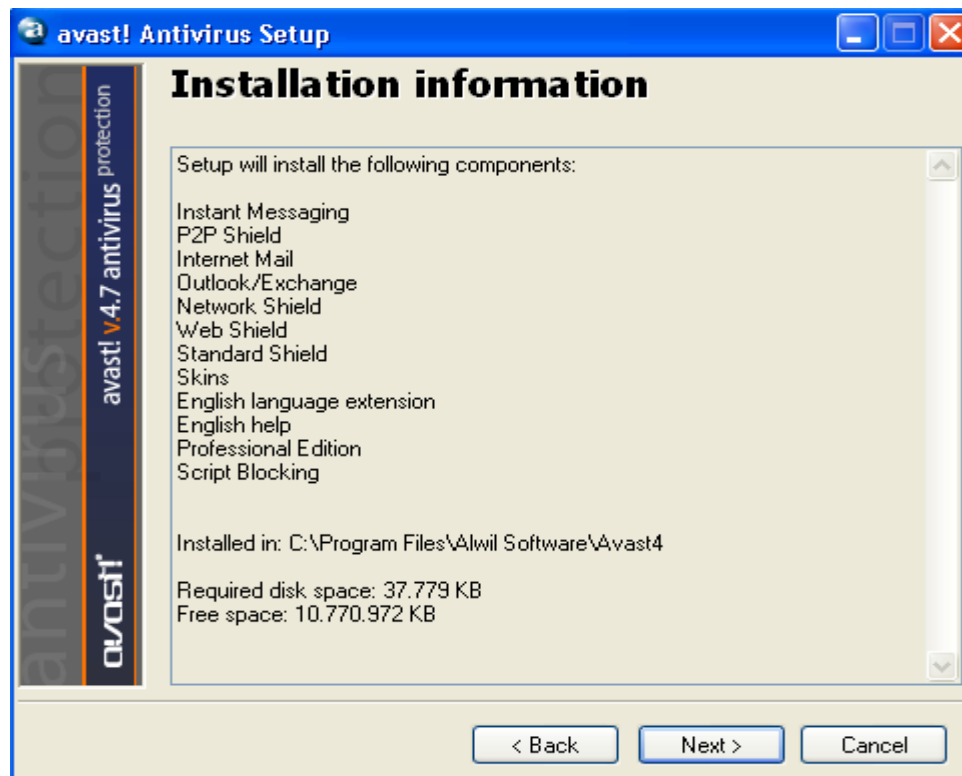 avast! Antivirus Setup
Installation information
antivirus protection
avast! v.4.7 antivirus protection
avast!
Setup will install the following components:
Instant Messaging
P2P Shield
Internet Mail
Outlook/Exchange
Network Shield
Web Shield
Standard Shield
Skins
English language extension
English help
Professional Edition
Script Blocking
Installed in: C:\Program Files\Alwil Software\Avast4
Required disk space: 37.779 KB
Free space: 10.770.972 KB
< Back
Next >
Cancel